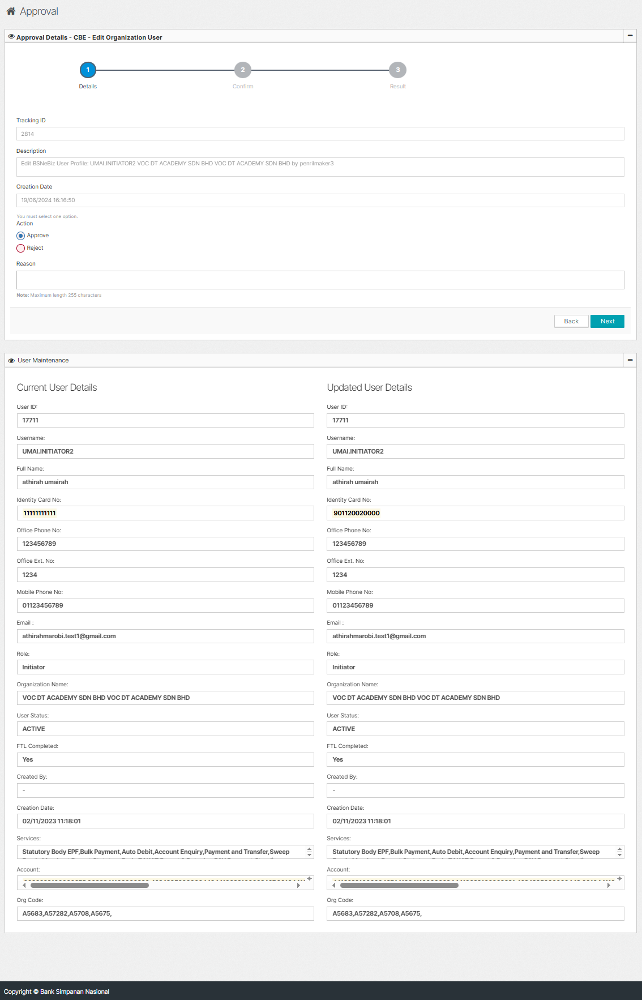 Approval
Approval Details - CBE - Edit Organization User
1
2
3
Details
Confirm
Result
Tracking ID
2814
Description
Edit BSNeBiz User Profile: UMAI.INITIATOR2 VOC DT ACADEMY SDN BHD VOC DT ACADEMY SDN BHD by penrilmaker3
Creation Date
19/06/2024 16:16:50
You must select one option.
Action
Approve
Reject
Reason
Note: Maximum length 255 characters
Back
Next
User Maintenance
Current User Details
Updated User Details
User ID:
User ID:
17711
17711
Username:
Username:
UMAI.INITIATOR2
UMAI.INITIATOR2
Full Name:
Full Name:
athirah umairah
athirah umairah
Identity Card No:
Identity Card No:
11111111111
901120020000
Office Phone No:
Office Phone No:
123456789
123456789
Office Ext. No:
Office Ext. No:
1234
1234
Mobile Phone No:
Mobile Phone No:
01123456789
01123456789
Email :
Email :
athirahmarobi.test1@gmail.com
athirahmarobi.test1@gmail.com
Role:
Role:
Initiator
Initiator
Organization Name:
Organization Name:
VOC DT ACADEMY SDN BHD VOC DT ACADEMY SDN BHD
VOC DT ACADEMY SDN BHD VOC DT ACADEMY SDN BHD
User Status:
User Status:
ACTIVE
ACTIVE
FTL Completed:
FTL Completed:
Yes
Yes
Created By:
Created By:
-
-
Creation Date:
Creation Date:
02/11/2023 11:18:01
02/11/2023 11:18:01
Services:
Services:
Statutory Body EPF,Bulk Payment,Auto Debit,Account Enquiry,Payment and Transfer,Sweep
Statutory Body EPF,Bulk Payment,Auto Debit,Account Enquiry,Payment and Transfer,Sweep
Account:
Account:
Org Code:
Org Code:
A5683,A57282,A5708,A5675,
A5683,A57282,A5708,A5675,
Copyright © Bank Simpanan Nasional